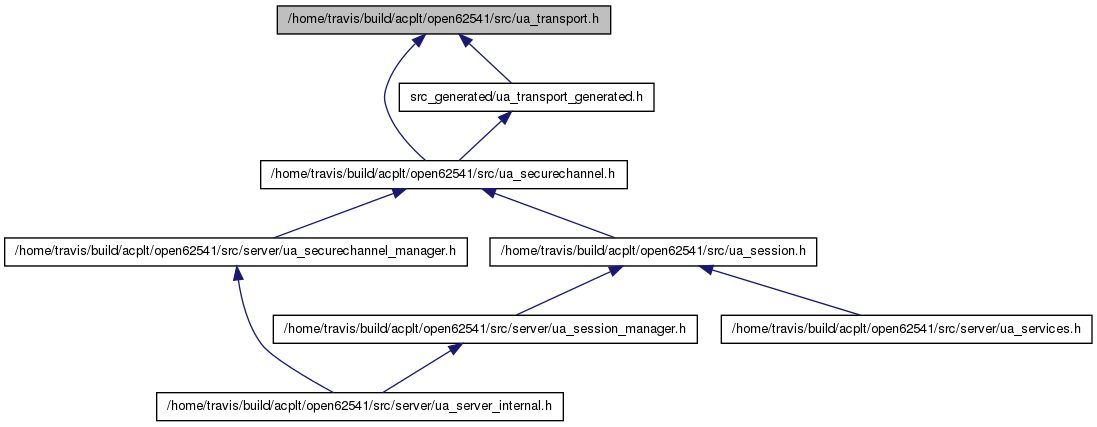 /home/travis/build/acplt/open62541/src/ua_transport.h
src_generated/ua_transport_generated.h
/home/travis/build/acplt/open62541/src/ua_securechannel.h
/home/travis/build/acplt/open62541/src/server/ua_securechannel_manager.h
/home/travis/build/acplt/open62541/src/ua_session.h
/home/travis/build/acplt/open62541/src/server/ua_session_manager.h
/home/travis/build/acplt/open62541/src/server/ua_services.h
/home/travis/build/acplt/open62541/src/server/ua_server_internal.h